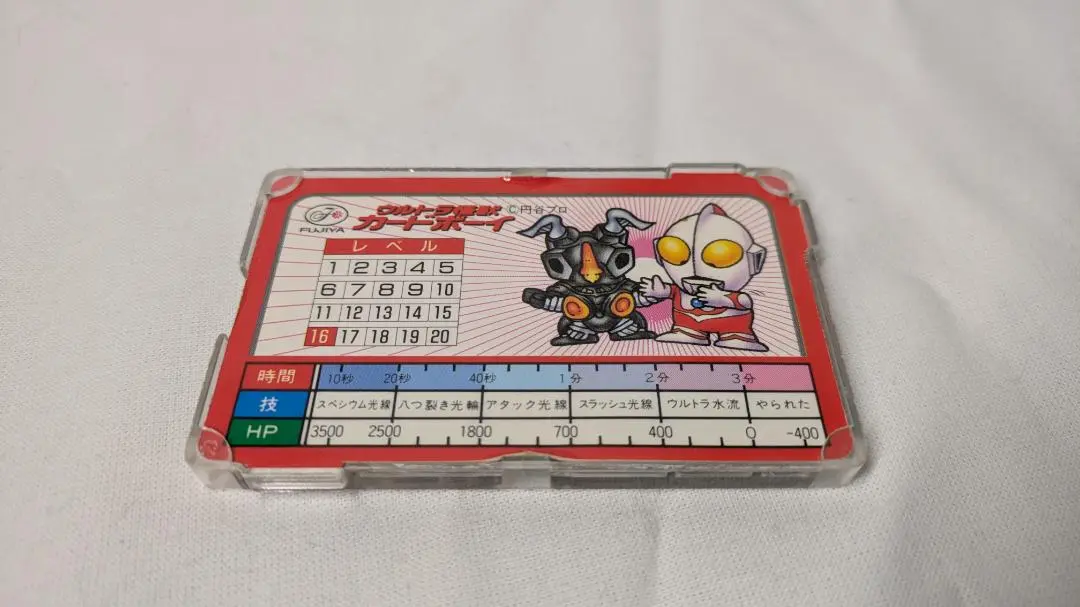 FUJIYA
ウルトラ怪獣
カードボーイ
©円谷プロ
レベル
1 2 3 4 5
6 7 8 9 10
11 12 13 14 15
16 17 18 19 20
時間 10秒 20秒 40秒 1分 2分 3分
技 スペシウム光線 八つ裂き光輪 アタック光線 スラッシュ光線 ウルトラ水流 やられた
HP 3500 2500 1800 700 400 0 -400